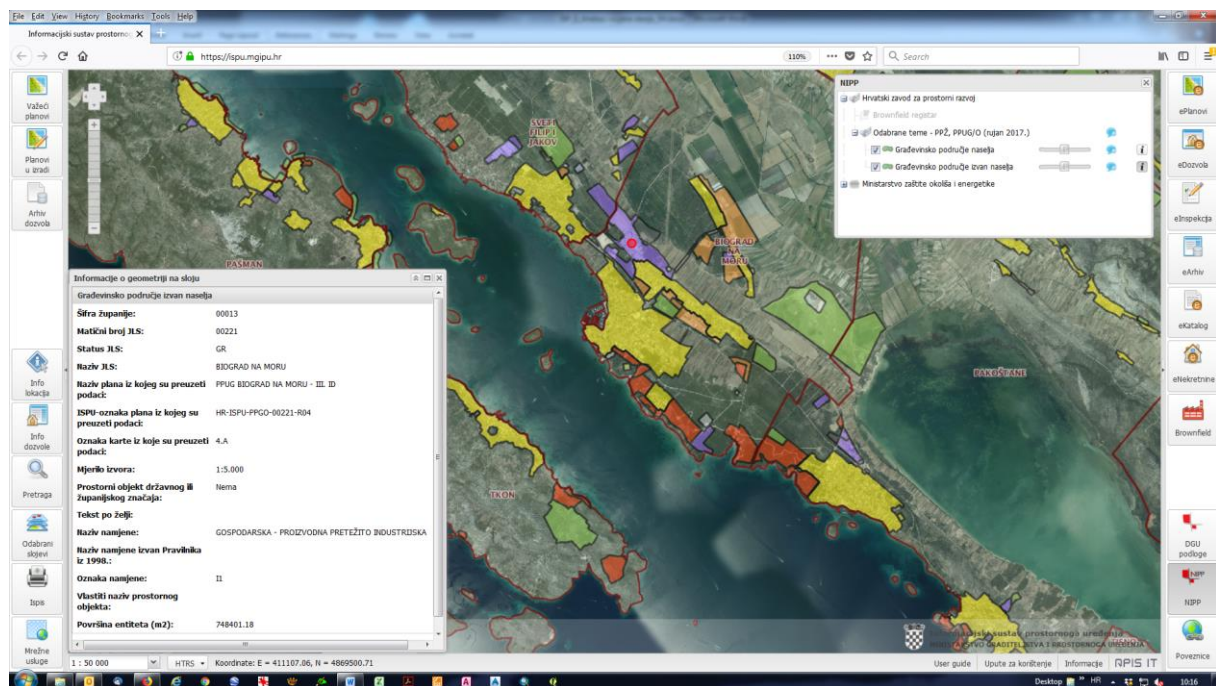 File Edit View History Bookmarks Tools Help
Informacijski sustav prostorno
https://ispu.mgipu.hr
110%
Search
Važeći
planovi
Planovi
u izradi
Arhiv
dozvola
Info
lokacija
Info
dozvole
Pretraga
Odabrani
slojevi
Ispis
Mrežne
usluge
SVETI
FILIP I
JAKOV
PAŠMAN
BIOGRAD
NA
MORU
PAKOŠTANE
TKON
NIPP
Hrvatski zavod za prostorni razvoj
Brownfield registar
Odabrane teme - PPŽ, PPUG/O (rujan 2017.)
Građevinsko područje naselja
Građevinsko područje izvan naselja
Ministarstvo zaštite okoliša i energetike
Informacije o geometriji na sloju
Građevinsko područje izvan naselja
Šifra županije: 00013
Matični broj JLS: 00221
Status JLS: GR
Naziv JLS: BIOGRAD NA MORU
Naziv plana iz kojeg su preuzeti podaci: PPUG BIOGRAD NA MORU - III. ID
ISPU-oznaka plana iz kojeg su preuzeti podaci: HR-ISPU-PPGO-00221-R04
Oznaka karte iz koje su preuzeti podaci: 4.A
Mjerilo izvora: 1:5.000
Prostorni objekt državnog ili županijskog značaja: Nema
Tekst po želji:
Naziv namjene: GOSPODARSKA - PROIZVODNA PRETEŽITO INDUSTRIJSKA
Naziv namjene izvan Pravilnika iz 1998.:
Oznaka namjene: I1
Vlastiti naziv prostornog objekta:
Površina entiteta (m2): 748401.18
ePlanovi
eDozvola
eInspekcija
eArhiv
eKatalog
eNekretnine
Brownfield
DGU
podloge
NIPP
NIPP
Poveznice
Informacijski sustav prostornoga uređenja
MINISTARSTVO GRADITELJSTVA I PROSTORNOGA UREĐENJA
1 : 50 000
HTRS
Koordinate: E = 411107.06, N = 4869500.71
User guide
Upute za korištenje
Informacije
APIS IT
Desktop
HR
10:16